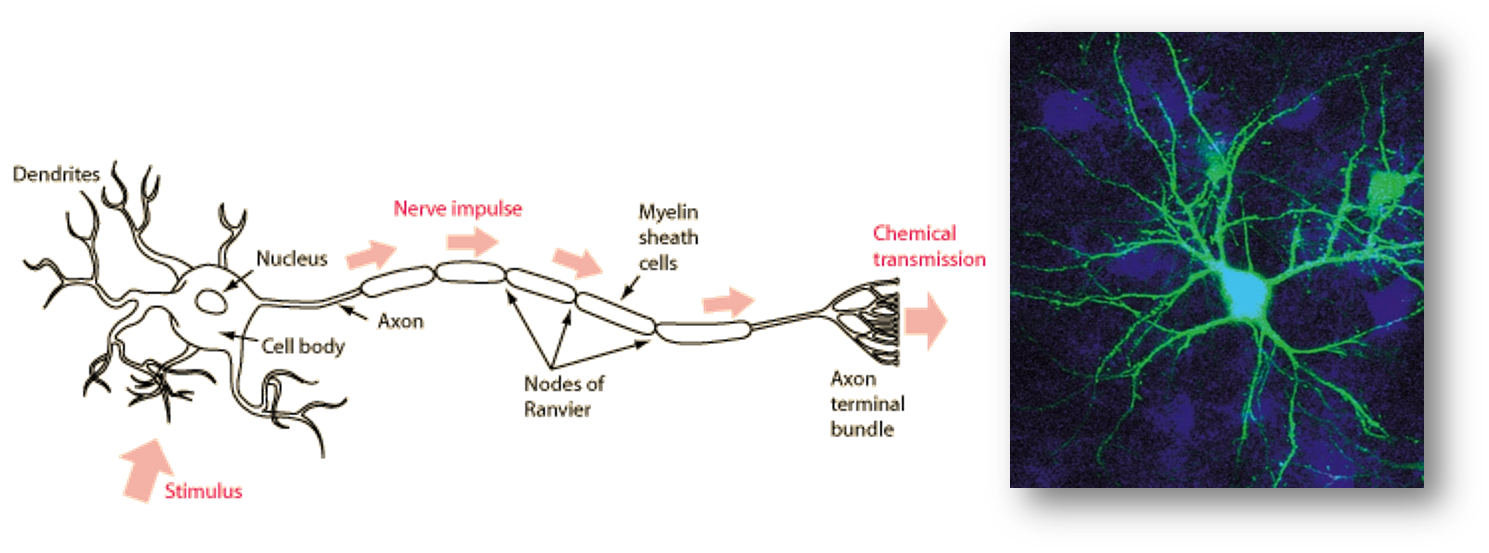 Dendrites
Nerve impulse
Myelin
sheath
cells
Chemical
transmission
Nucleus
Axon
Cell body
Nodes of
Ranvier
Axon
terminal
bundle
Stimulus